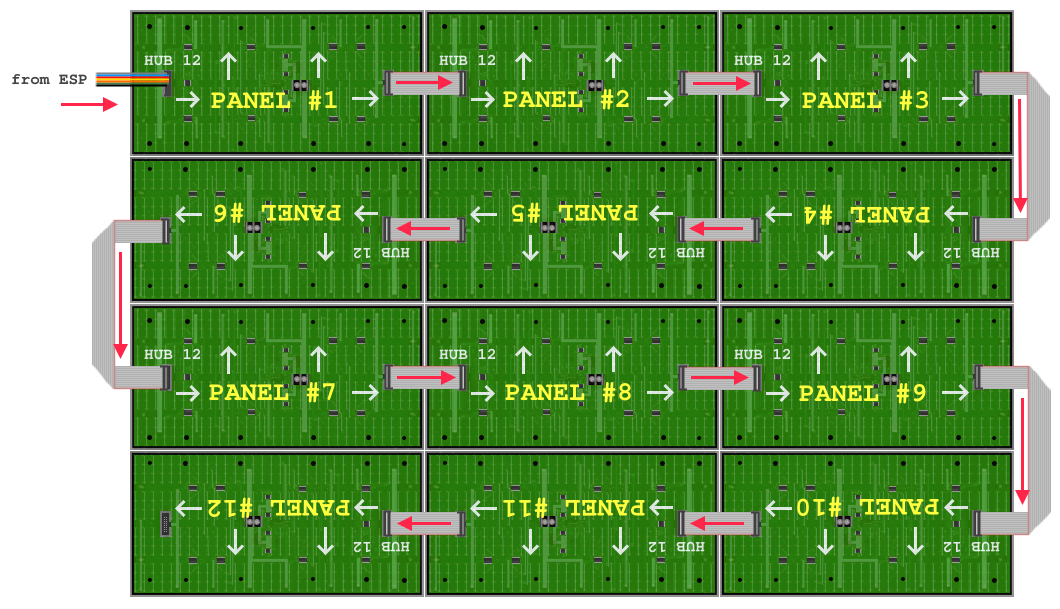 HUB 12 HUB 12 HUB 12
from ESP
PANEL #1 PANEL #2 PANEL #3
PANEL #6 PANEL #5 PANEL #4
HUB 12 HUB 12 HUB 12
HUB 12 HUB 12 HUB 12
PANEL #7 PANEL #8 PANEL #9
PANEL #12 PANEL #11 PANEL #10
HUB 12 HUB 12 HUB 12